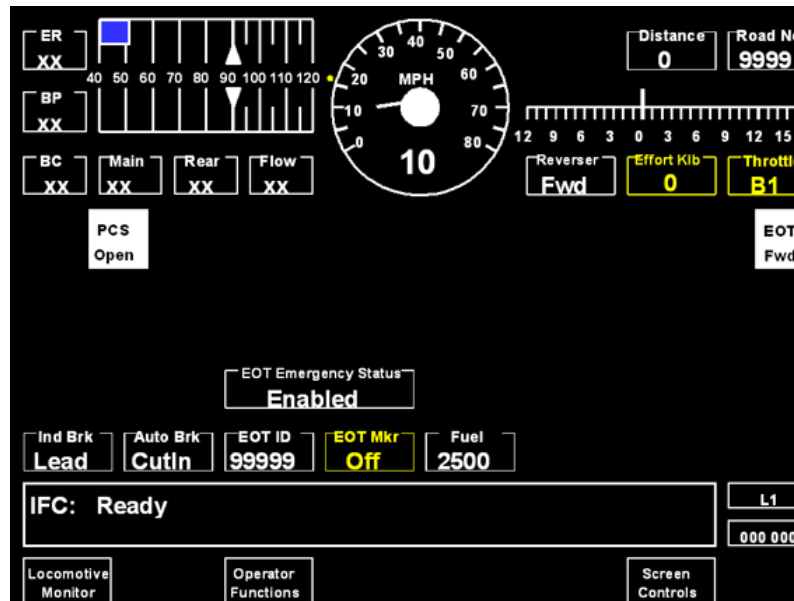 ER
XX
BP
XX
40 50 60 70 80 90 100 110 120
BC
XX
Main
XX
Rear
XX
Flow
XX
0 10 20 30 40 50 60 70 80
MPH
10
Distance
0
Road N
9999
12 9 6 3 0 3 6 9 12 15
Reverser
Fwd
Effort Klb
0
Throttl
B1
PCS
Open
EOT
Fwd
EOT Emergency Status
Enabled
Ind Brk
Lead
Auto Brk
CutIn
EOT ID
99999
EOT Mkr
Off
Fuel
2500
IFC: Ready
L1
000 000
Locomotive
Monitor
Operator
Functions
Screen
Controls